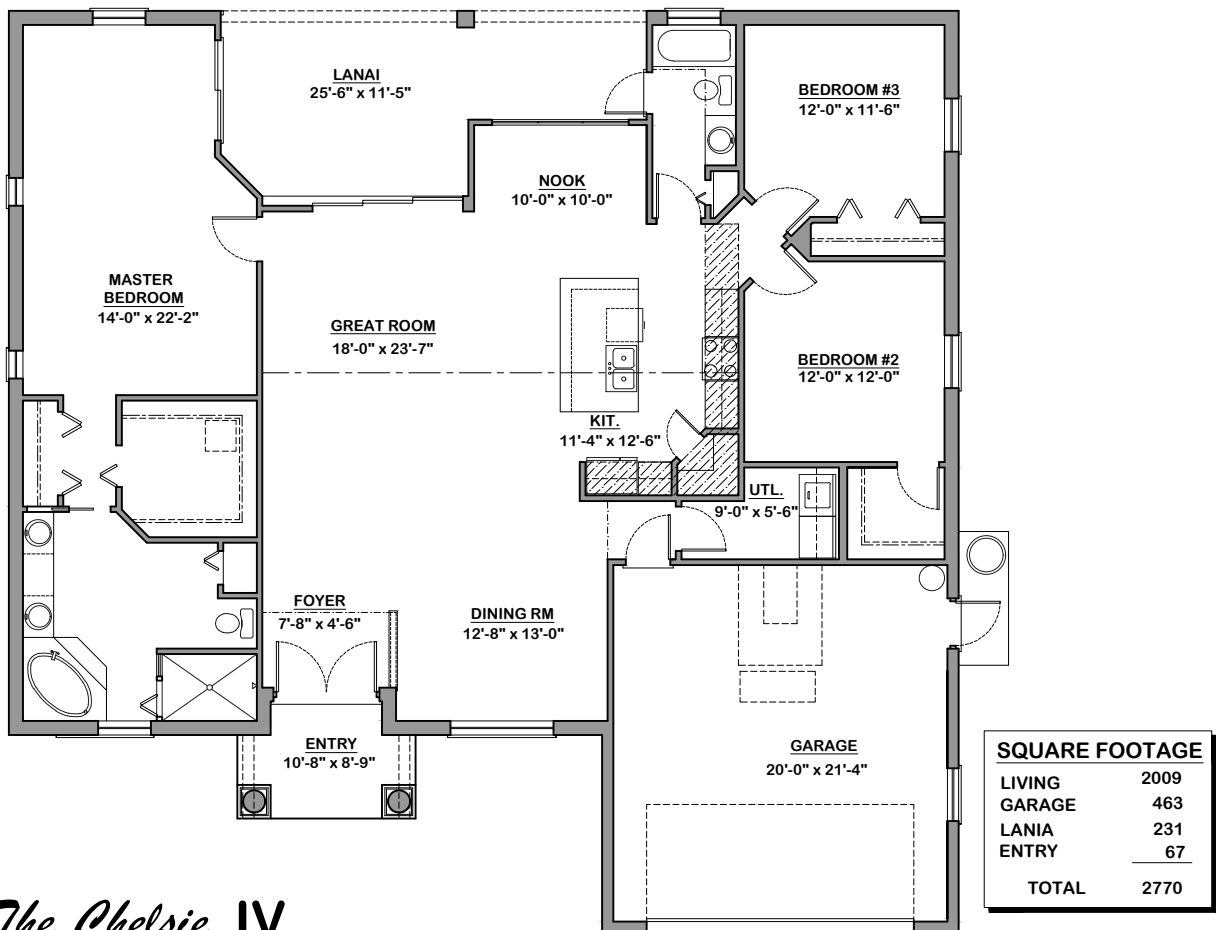 LANAI
25'-6" x 11'-5"
BEDROOM #3
12'-0" x 11'-6"
NOOK
10'-0" x 10'-0"
MASTER
BEDROOM
14'-0" x 22'-2"
GREAT ROOM
18'-0" x 23'-7"
BEDROOM #2
12'-0" x 12'-0"
KIT.
11'-4" x 12'-6"
UTL.
9'-0" x 5'-6"
FOYER
7'-8" x 4'-6"
DINING RM
12'-8" x 13'-0"
ENTRY
10'-8" x 8'-9"
GARAGE
20'-0" x 21'-4"
SQUARE FOOTAGE
LIVING 2009
GARAGE 463
LANIA 231
ENTRY 67
TOTAL 2770
The Chelsie IV